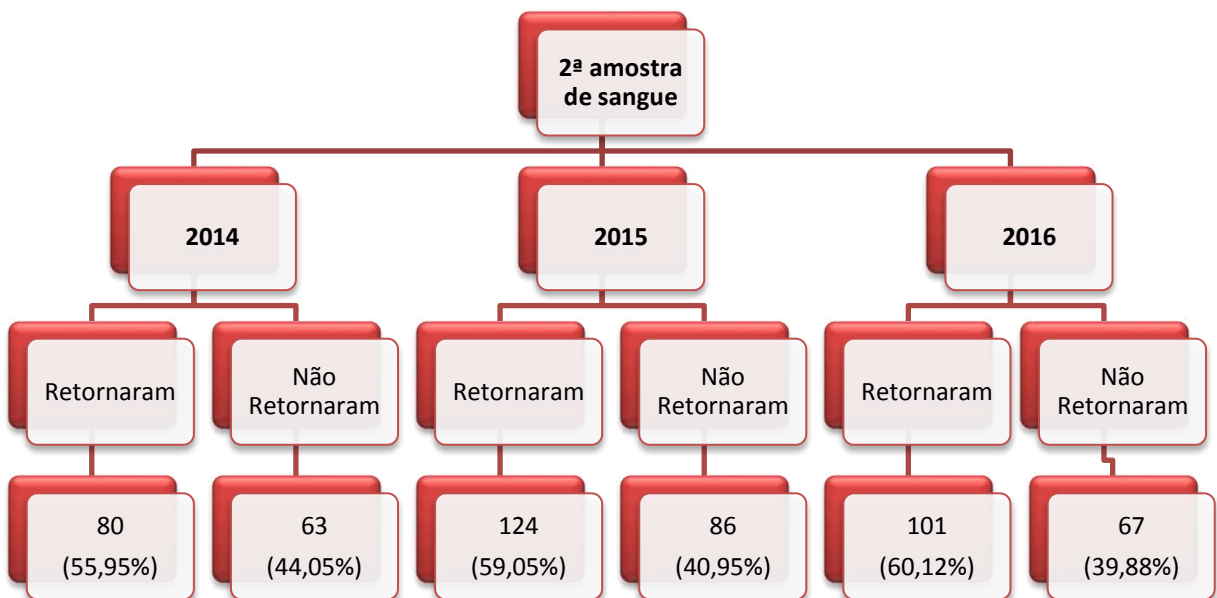 2ª amostra
de sangue
2014
2015
2016
Retornaram
Não
Retornaram
Retornaram
Não
Retornaram
Retornaram
Não
Retornaram
80
(55,95%)
63
(44,05%)
124
(59,05%)
86
(40,95%)
101
(60,12%)
67
(39,88%)